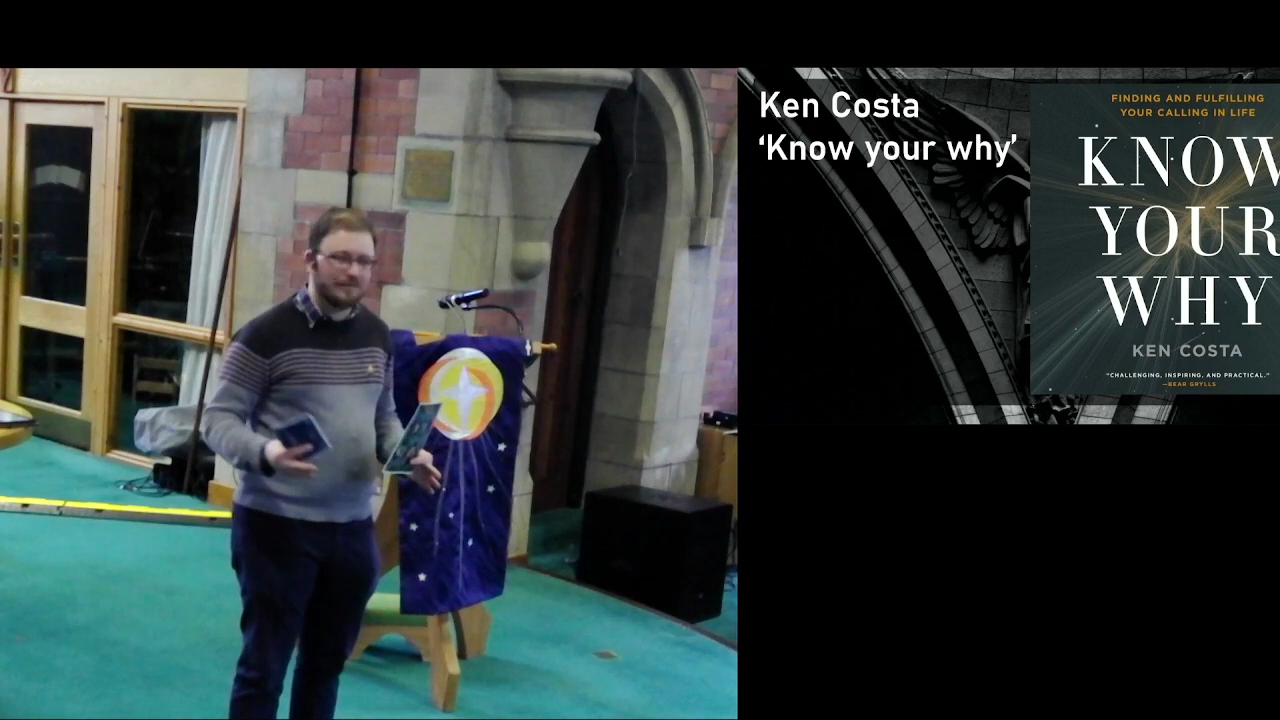 Ken Costa
‘Know your why’
FINDING AND FULFILLING
YOUR CALLING IN LIFE
KNOW
YOUR
WHY
KEN COSTA
“CHALLENGING, INSPIRING, AND PRACTICAL.”
—BEAR GRYLLS